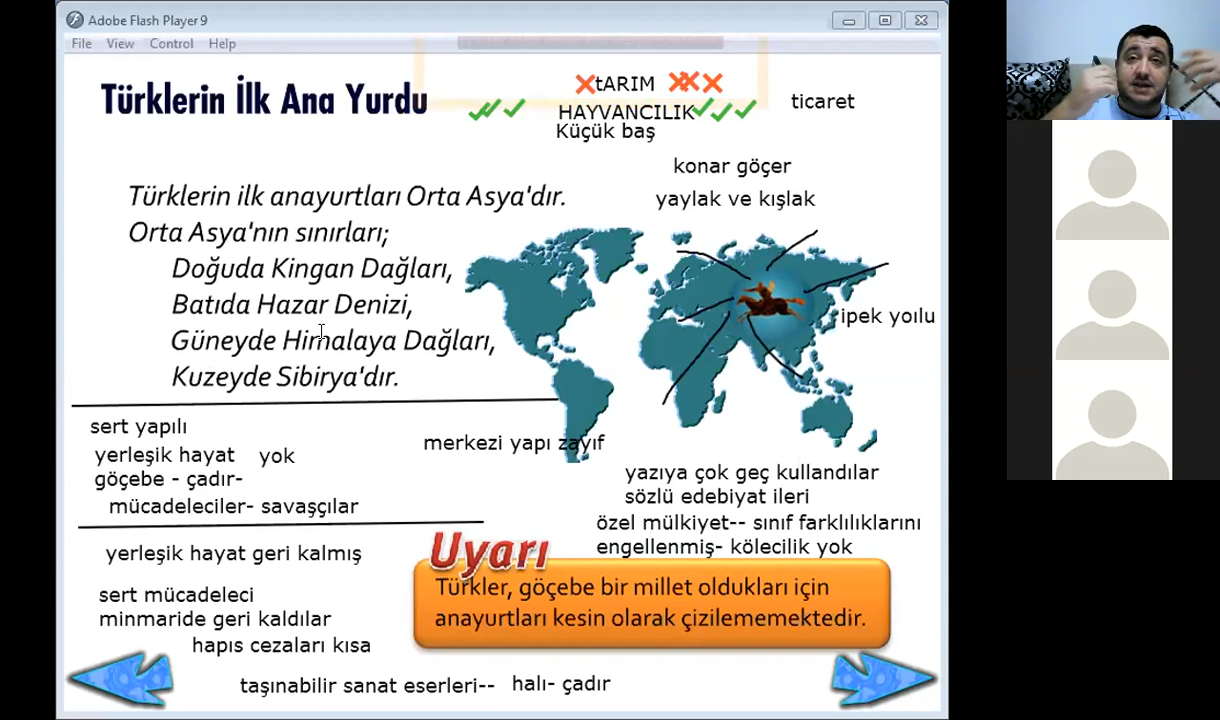 Adobe Flash Player 9
File View Control Help
Türklerin İlk Ana Yurdu
tARIM
HAYVANCILIK
Küçük baş
ticaret
konar göçer
yaylak ve kışlak
Türklerin ilk anayurtları Orta Asya'dır.
Orta Asya'nın sınırları;
Doğuda Kingan Dağları,
Batıda Hazar Denizi,
Güneyde Himalaya Dağları,
Kuzeyde Sibirya'dır.
ipek yoılu
sert yapılı
yerleşik hayat yok
göçebe - çadır-
mücadeleciler- savaşçılar
merkezi yapı zayıf
yazıya çok geç kullandılar
sözlü edebiyat ileri
özel mülkiyet-- sınıf farklılıklarını
engellenmiş- kölecilik yok
yerleşik hayat geri kalmış
sert mücadeleci
minmaride geri kaldılar
hapıs cezaları kısa
Uyarı
Türkler, göçebe bir millet oldukları için
anayurtları kesin olarak çizilememektedir.
taşınabilir sanat eserleri-- halı- çadır